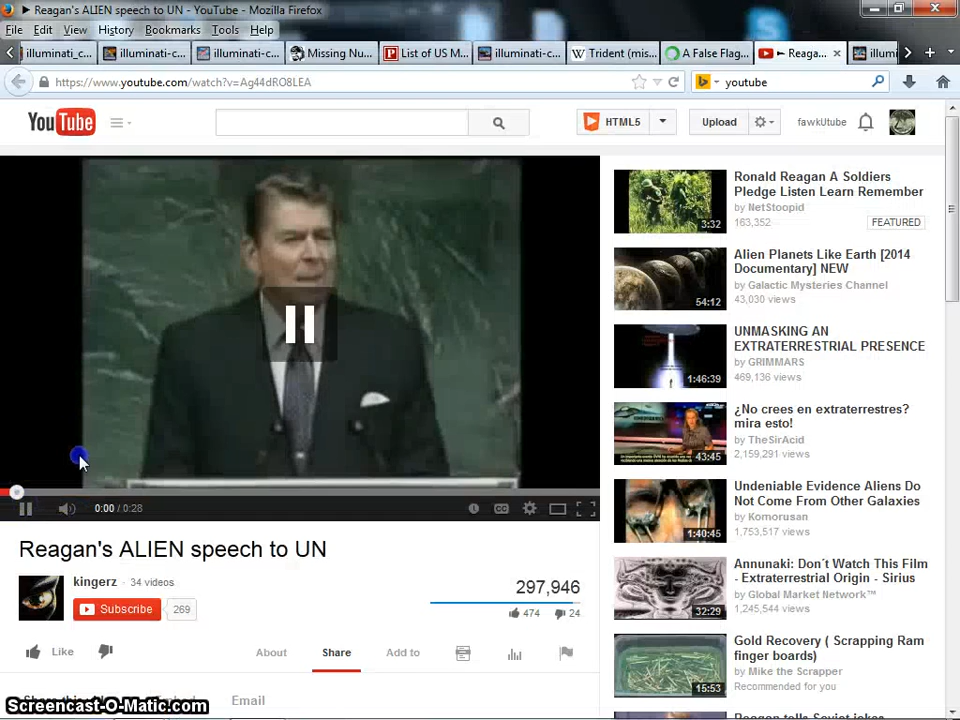 ► Reagan's ALIEN speech to UN - YouTube - Mozilla Firefox
File Edit View History Bookmarks Tools Help
illuminati-c... illuminati-c... illuminati-c... Missing Nu... List of US M... illuminati-c... Trident (mis... A False Flag... ► Reaga... illumi
https://www.youtube.com/watch?v=Ag44dRO8LEA
youtube
YouTube
HTML5
Upload
fawkUtube
Ronald Reagan A Soldiers
Pledge Listen Learn Remember
by NetStoopid
163,352
FEATURED
3:32
Alien Planets Like Earth [2014
Documentary] NEW
by Galactic Mysteries Channel
43,030 views
54:12
UNMASKING AN
EXTRATERRESTRIAL PRESENCE
by GRIMMARS
469,136 views
1:46:39
¿No crees en extraterrestres?
mira esto!
by TheSirAcid
2,159,291 views
43:45
Undeniable Evidence Aliens Do
Not Come From Other Galaxies
by Komorusan
1,753,517 views
1:40:45
0:00 / 0:28
CC
Reagan's ALIEN speech to UN
kingerz · 34 videos
Subscribe 269
297,946
474 24
Like
About
Share
Add to
Annunaki: Don´t Watch This Film
- Extraterrestrial Origin - Sirius
by Global Market Network™
1,245,544 views
32:29
Gold Recovery ( Scrapping Ram
finger boards)
by Mike the Scrapper
Recommended for you
15:53
Email
Screencast-O-Matic.com
Reagan tells Soviet jokes